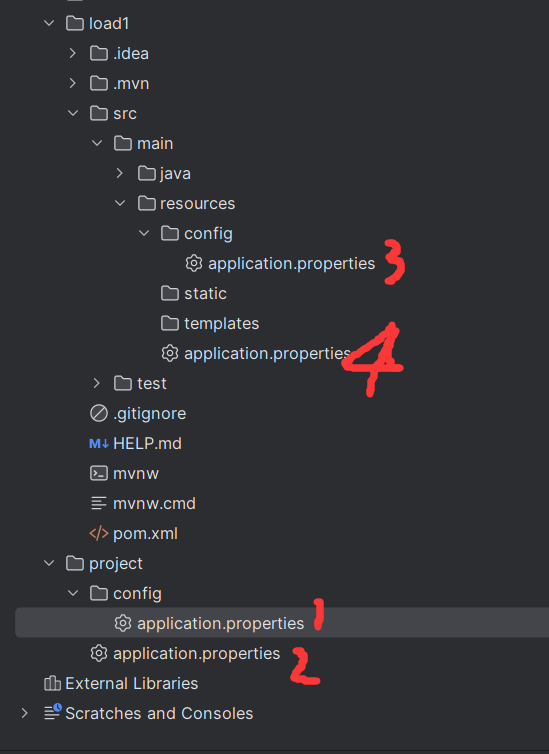 load1
.idea
.mvn
src
main
java
resources
config
application.properties 3
static
templates
application.properties 4
test
.gitignore
M↓ HELP.md
mvnw
mvnw.cmd
</> pom.xml
project
config
application.properties 1
application.properties 2
External Libraries
Scratches and Consoles